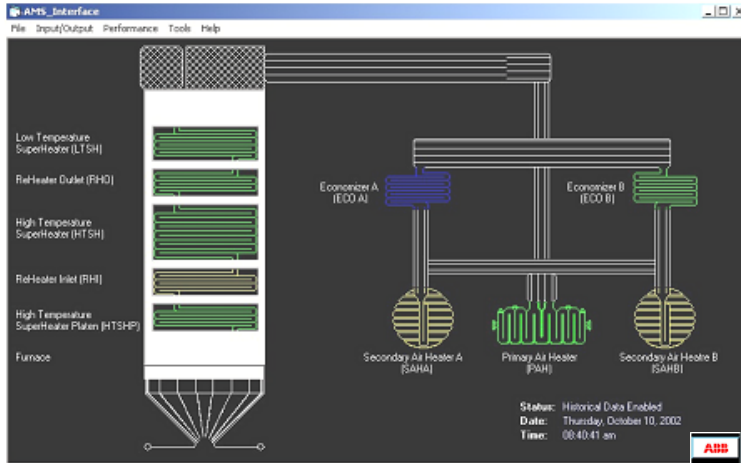 AMS_Interface
File Input/Output Performance Tools Help
Low Temperature
SuperHeater (LTSH)
ReHeater Outlet (RHO)
High Temperature
SuperHeater (HTSH)
ReHeater Inlet (RHI)
High Temperature
SuperHeater Platen (HTSHP)
Furnace
Economizer A
(ECO A)
Economizer B
(ECO B)
Secondary Air Heater A
(SAHA)
Primary Air Heater
(PAH)
Secondary Air Heatre B
(SAHB)
Status: Historical Data Enabled
Date: Thursday, October 10, 2002
Time: 08:40:41 am
ABB